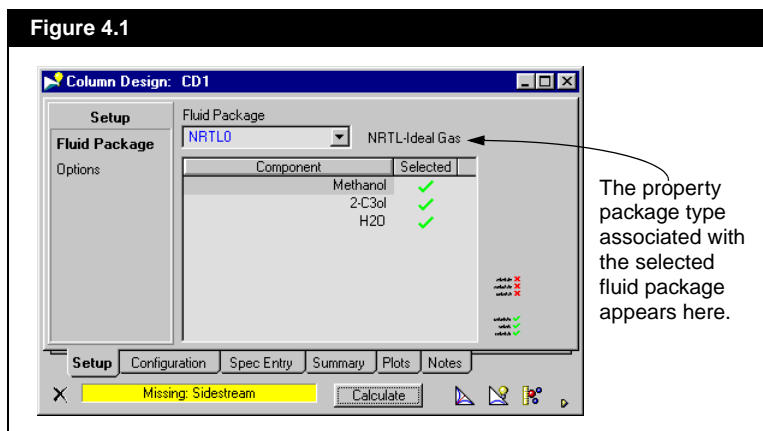 Figure 4.1
Column Design: CD1
Setup
Fluid Package
Options
Fluid Package
NRTL0
NRTL-Ideal Gas
Component Selected
Methanol
2-C3ol
H2O
The property
package type
associated with
the selected
fluid package
appears here.
Setup Configuration Spec Entry Summary Plots Notes
Missing: Sidestream
Calculate